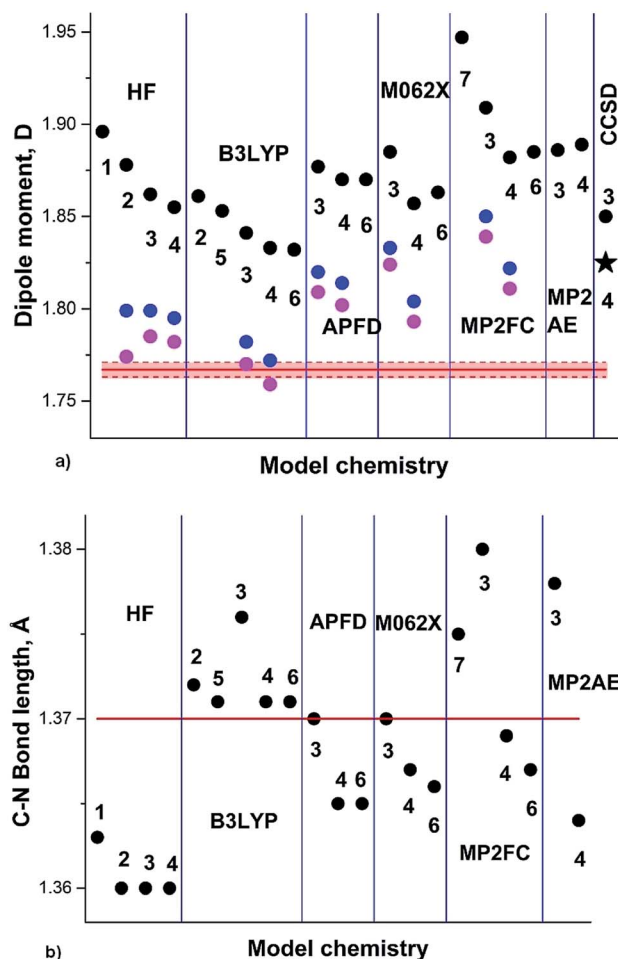 1.95
1.90
1.85
1.80
1.75
Dipole moment, D
HF
B3LYP
APFD
M062X
MP2FC
MP2
AE
CCSD
1
2
3
4
2
5
3
4
6
3
4
6
3
4
6
7
3
4
6
3
4
3
4
a)
Model chemistry
1.38
1.37
1.36
C-N Bond length, Å
HF
B3LYP
APFD
M062X
MP2FC
MP2AE
1
2
3
4
2
5
3
4
6
3
4
6
3
4
6
7
3
4
6
3
4
b)
Model chemistry